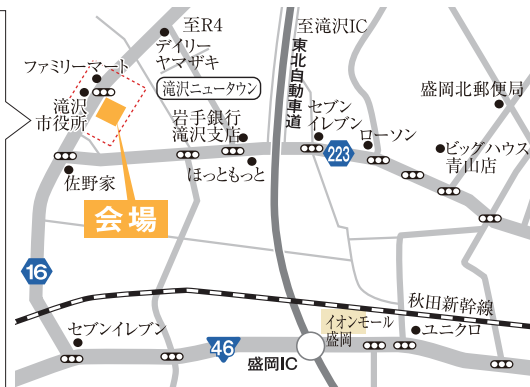 至R4
至滝沢IC
デイリー
ヤマザキ
ファミリーマート
滝沢ニュータウン
東北自動車道
盛岡北郵便局
滝沢
市役所
岩手銀行
滝沢支店
セブン
イレブン
ローソン
ビッグハウス
青山店
223
佐野家
ほっともっと
会場
16
秋田新幹線
イオンモール
盛岡
ユニクロ
セブンイレブン
46
盛岡IC